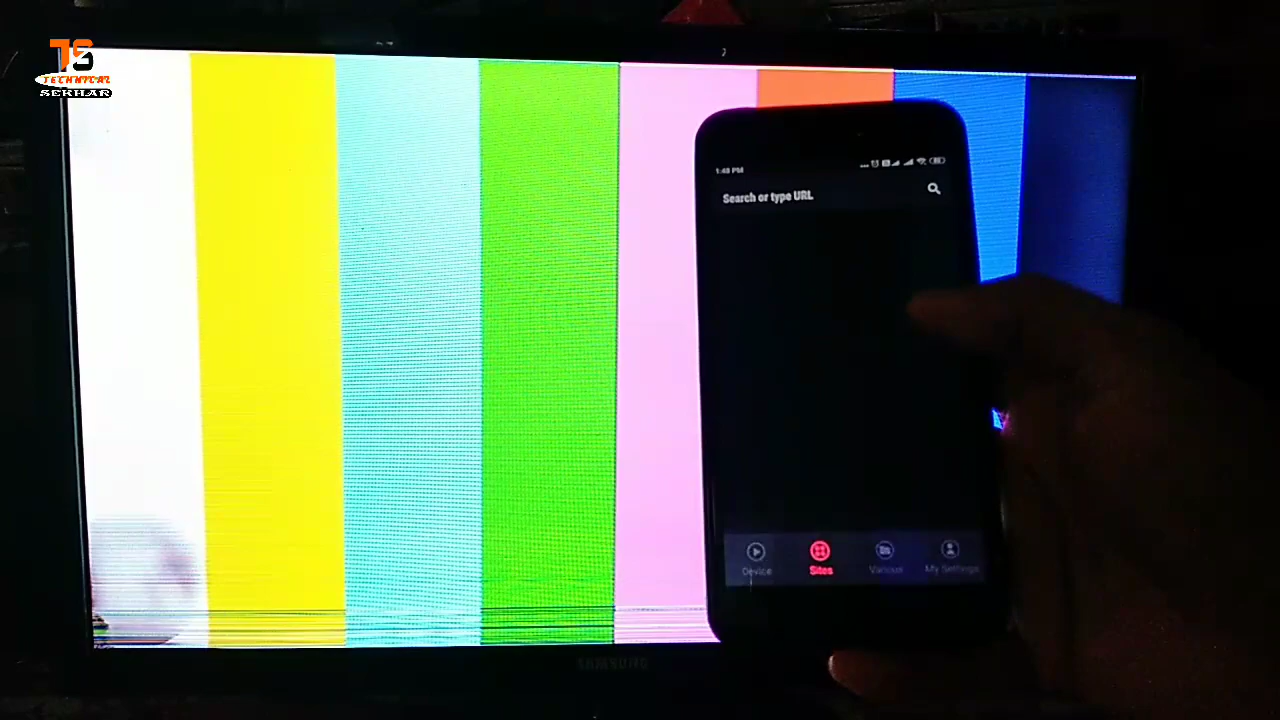 TS
TECHNICAL
SEKHAR
1:48 PM
Search or type URL
Device
Sites
Various
My Settings
SAMSUNG